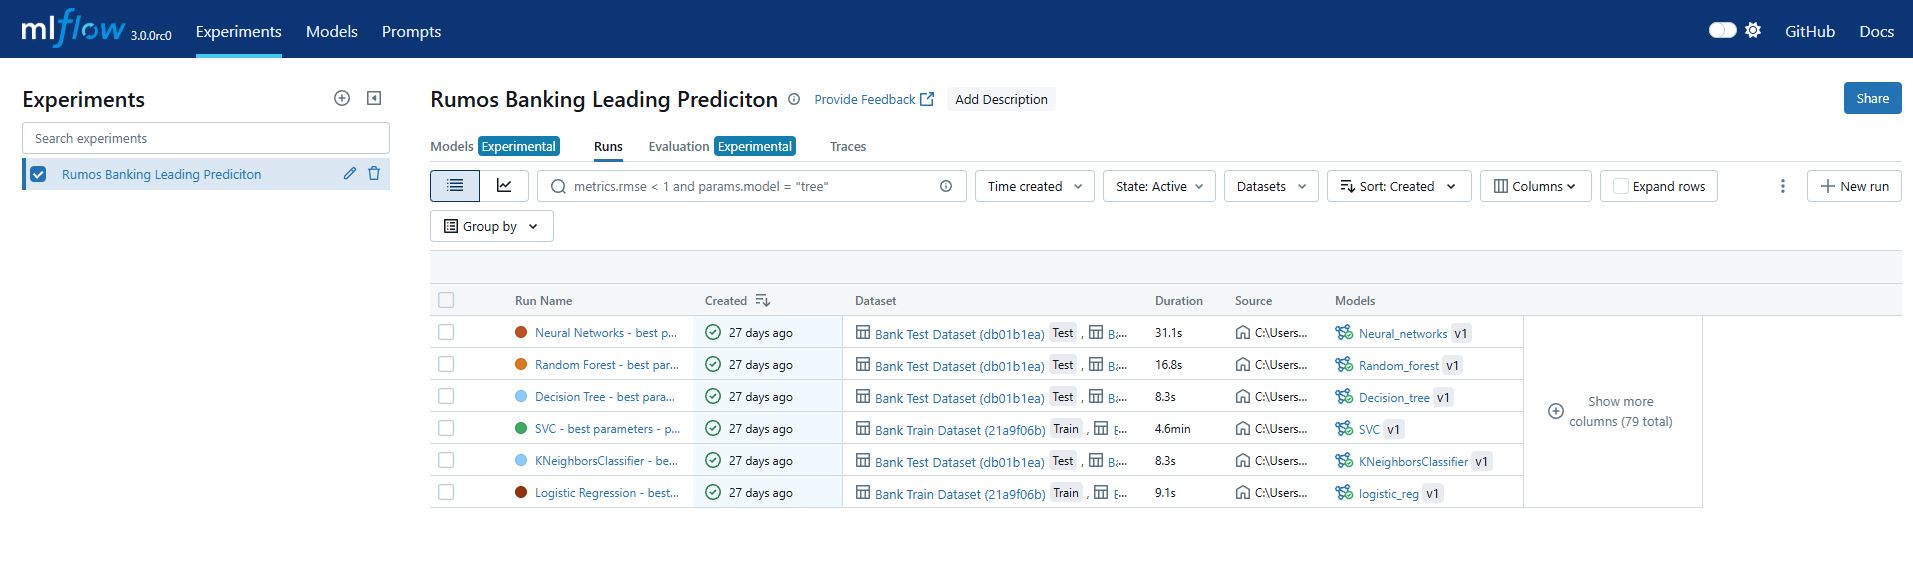 mlflow 3.0.0rc0 Experiments Models Prompts GitHub Docs
Experiments
Search experiments
Rumos Banking Leading Prediciton
Rumos Banking Leading Prediciton Provide Feedback Add Description Share
Models Experimental Runs Evaluation Experimental Traces
metrics.rmse < 1 and params.model = "tree" Time created State: Active Datasets Sort: Created Columns Expand rows New run
Group by
Run Name Created Dataset Duration Source Models
Neural Networks - best p... 27 days ago Bank Test Dataset (db01b1ea) Test , Ba... 31.1s C:\Users... Neural_networks v1
Random Forest - best par... 27 days ago Bank Test Dataset (db01b1ea) Test , Ba... 16.8s C:\Users... Random_forest v1
Decision Tree - best para... 27 days ago Bank Test Dataset (db01b1ea) Test , Ba... 8.3s C:\Users... Decision_tree v1
SVC - best parameters - p... 27 days ago Bank Train Dataset (21a9f06b) Train , E... 4.6min C:\Users... SVC v1
KNeighborsClassifier - be... 27 days ago Bank Test Dataset (db01b1ea) Test , Ba... 8.3s C:\Users... KNeighborsClassifier v1
Logistic Regression - best... 27 days ago Bank Train Dataset (21a9f06b) Train , E... 9.1s C:\Users... logistic_reg v1
Show more
columns (79 total)